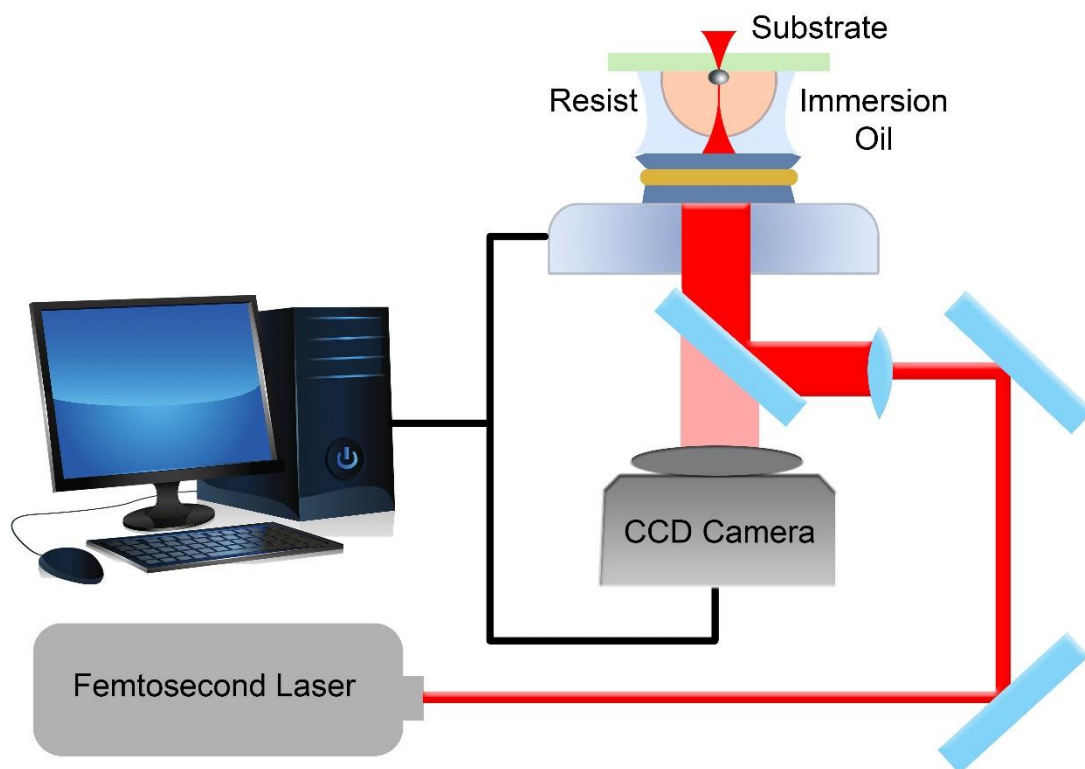 Substrate
Resist
Immersion
Oil
CCD Camera
Femtosecond Laser